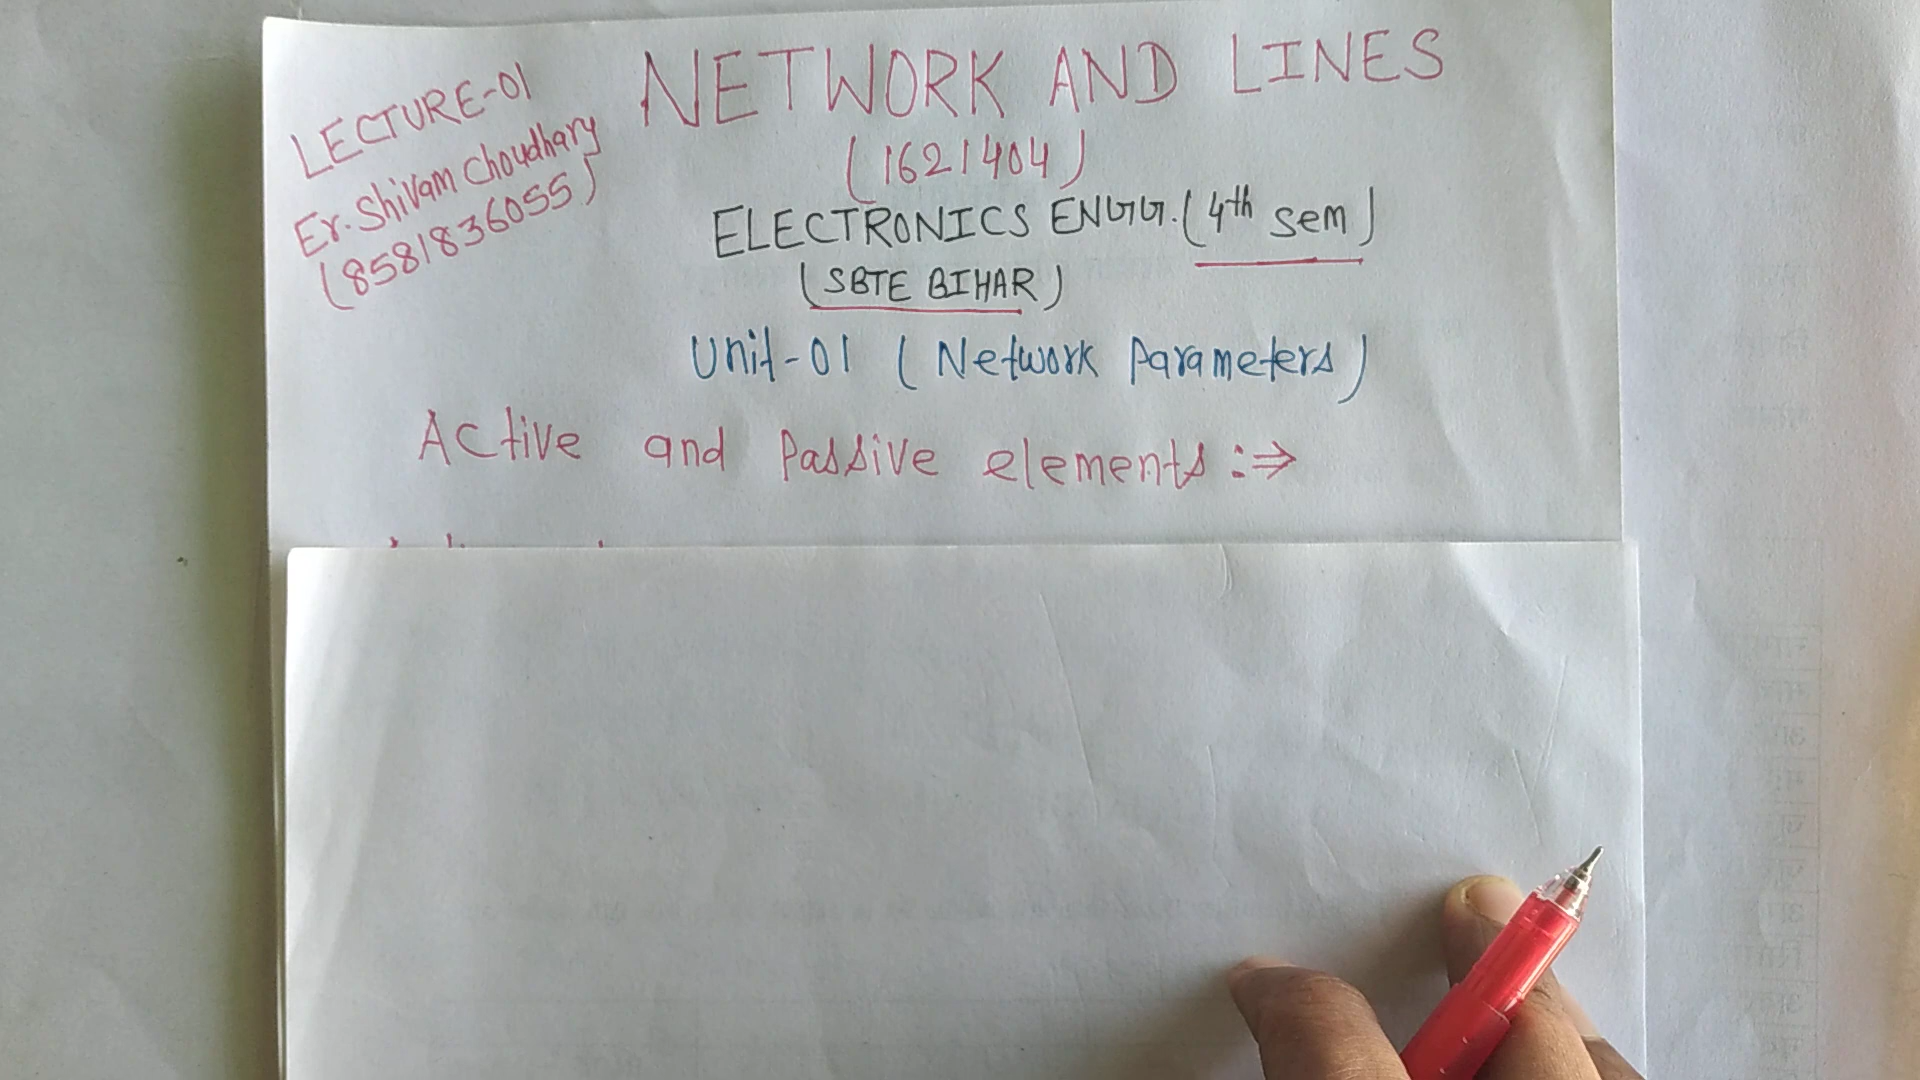 LECTURE-01
Er. Shivam Choudhary
(8581836055)
NETWORK AND LINES
(1621404)
ELECTRONICS ENGG. (4th sem)
(SBTE BIHAR)
Unit-01 (Network Parameters)
Active and Passive elements :⇒